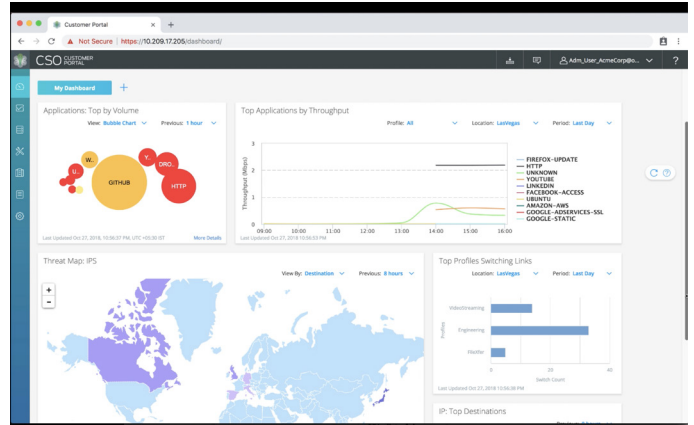 Customer Portal
Not Secure | https://10.209.17.205/dashboard/
CSO CUSTOMER PORTAL
Adm_User_AcmeCorp@o...
?
My Dashboard
+
Applications: Top by Volume
View: Bubble Chart
Previous: 1 hour
W..
U..
GITHUB
Y..
DRO..
HTTP
Last Updated Oct 27, 2018, 10:06:07 PM, UTC +05:30 IST
More Details
Top Applications by Throughput
Profile: All
Location: LasVegas
Period: Last Day
Throughput (Mbps)
3
2
1
0
09:00 10:00 11:00 12:00 13:00 14:00 15:00 16:00
FIREFOX-UPDATE
HTTP
UNKNOWN
YOUTUBE
LINKEDIN
FACEBOOK-ACCESS
UBUNTU
AMAZON-AWS
GOOGLE-ADSERVICES-SSL
GOOGLE-STATIC
Last Updated Oct 27, 2018 10:06:03 PM
Threat Map: IPS
View By: Destination
Previous: 8 hours
+
-
Top Profiles Switching Links
Location: LasVegas
Period: Last Day
Profiles
VideoStreaming
Engineering
0 20 40
Switch Count
Last Updated Oct 27, 2018 10:06:38 PM
IP: Top Destinations